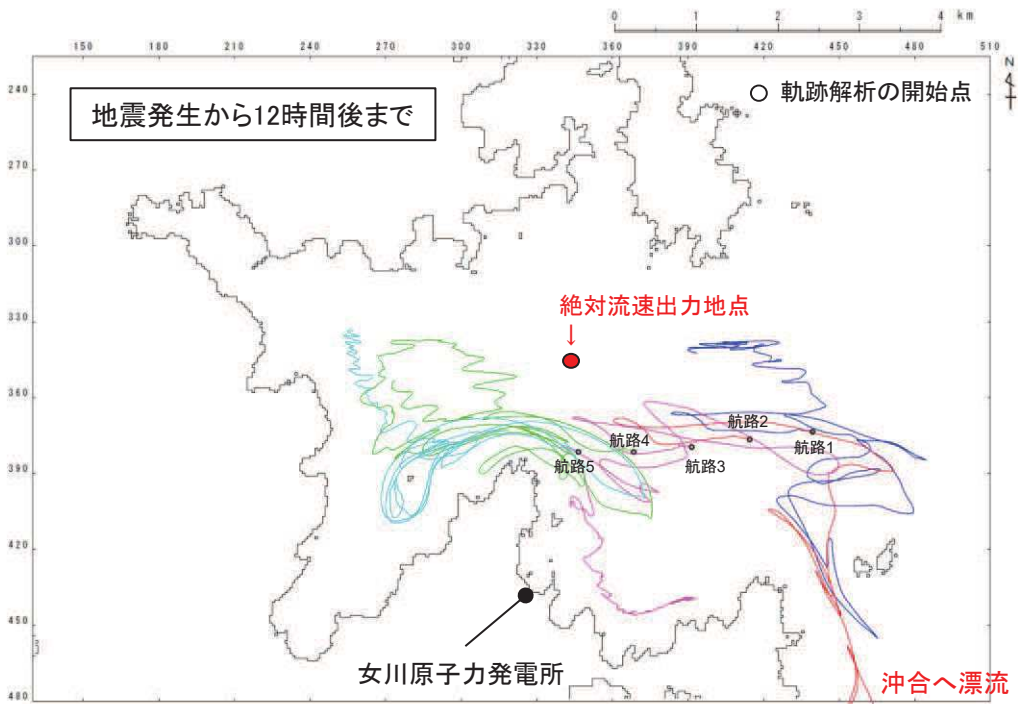 0 1 2 3 4 km
150 180 210 240 270 300 330 360 390 420 450 480 510
N
240
270
300
330
360
390
420
450
480
地震発生から12時間後まで
○ 軌跡解析の開始点
絶対流速出力地点
↓
航路2
航路4
航路1
航路5
航路3
女川原子力発電所
沖合へ漂流